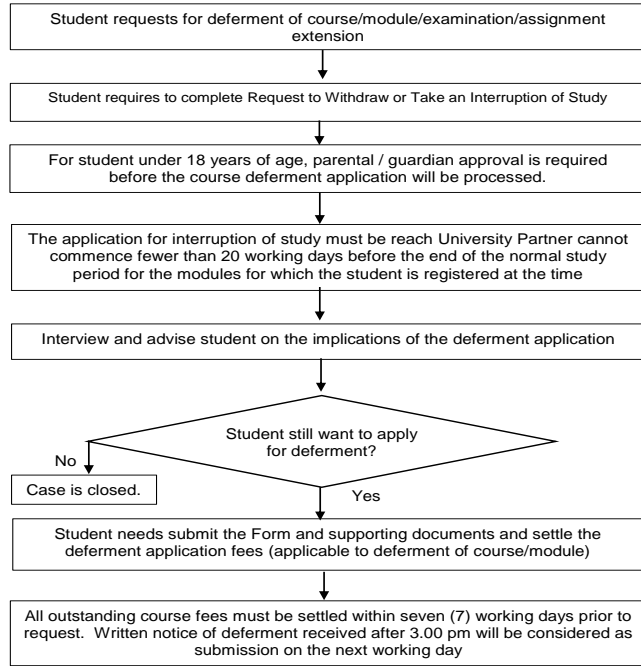 Student requests for deferment of course/module/examination/assignment
extension
Student requires to complete Request to Withdraw or Take an Interruption of Study
For student under 18 years of age, parental / guardian approval is required
before the course deferment application will be processed.
The application for interruption of study must be reach University Partner cannot
commence fewer than 20 working days before the end of the normal study
period for the modules for which the student is registered at the time
Interview and advise student on the implications of the deferment application
Student still want to apply
for deferment?
No
Case is closed.
Yes
Student needs submit the Form and supporting documents and settle the
deferment application fees (applicable to deferment of course/module)
All outstanding course fees must be settled within seven (7) working days prior to
request. Written notice of deferment received after 3.00 pm will be considered as
submission on the next working day